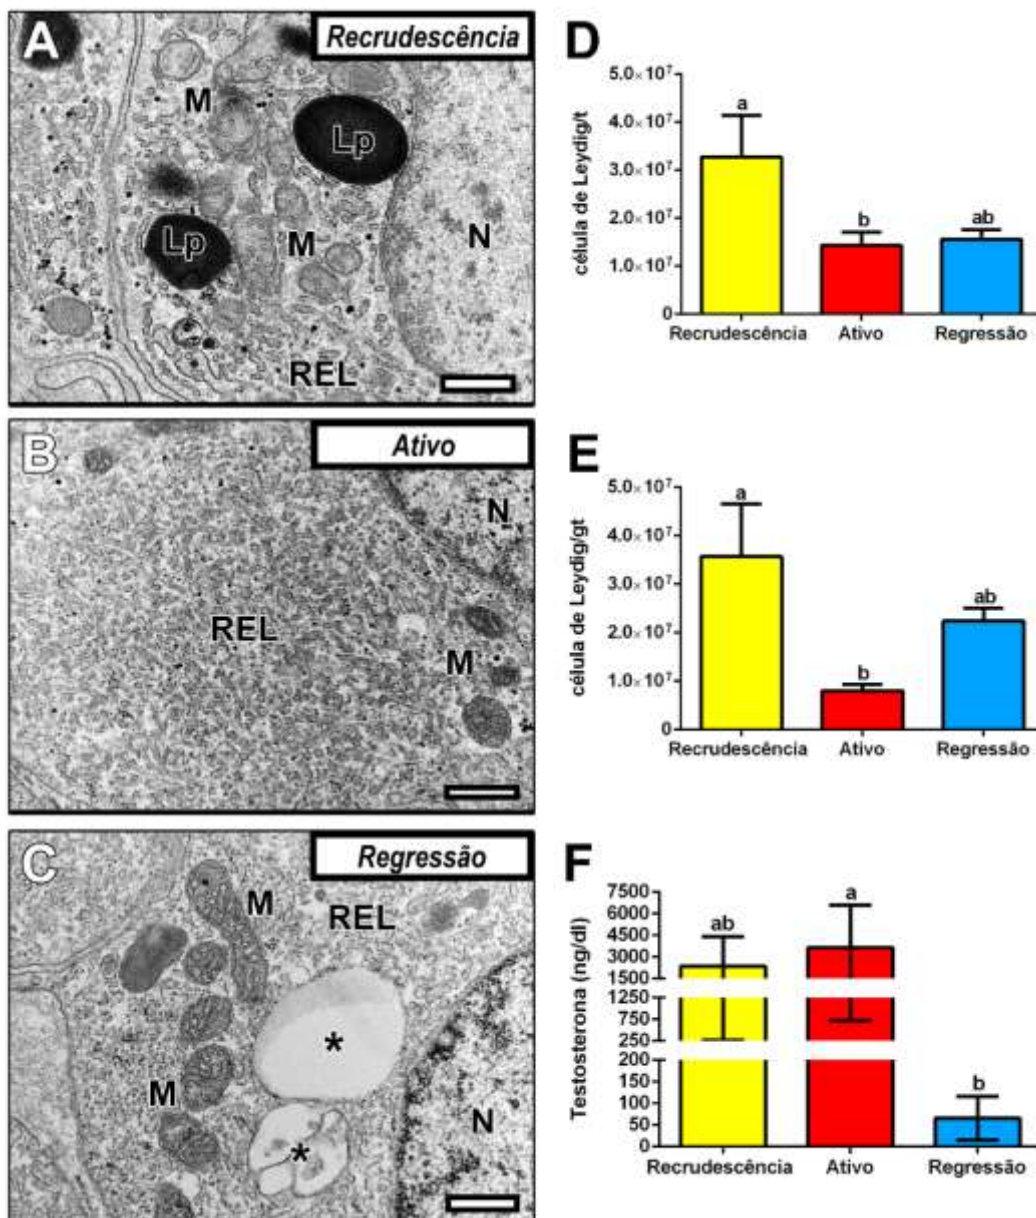 A
Recrudescência
M
Lp
Lp
M
N
REL
B
Ativo
N
REL
M
C
Regressão
M
REL
*
M
*
N
D
célula de Leydig/t
5.0×10⁷
4.0×10⁷
3.0×10⁷
2.0×10⁷
1.0×10⁷
0
a
b
ab
Recrudescência Ativo Regressão
E
célula de Leydig/gt
5.0×10⁷
4.0×10⁷
3.0×10⁷
2.0×10⁷
1.0×10⁷
0
a
b
ab
Recrudescência Ativo Regressão
F
Testosterona (ng/dl)
7500
6000
4500
3000
1500
1250
750
250
200
150
100
50
0
ab
a
b
Recrudescência Ativo Regressão